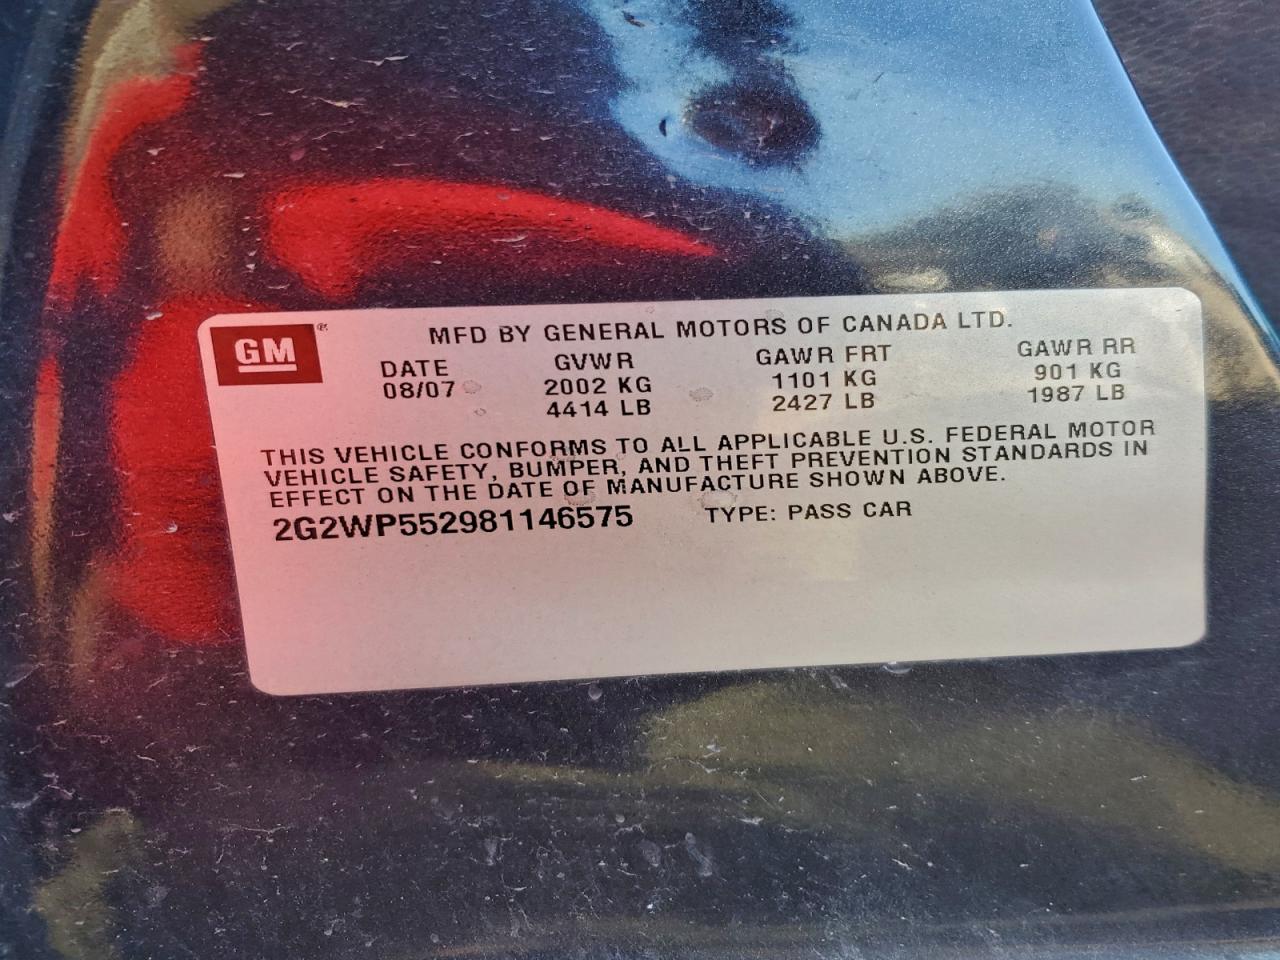 GM ®
MFD BY GENERAL MOTORS OF CANADA LTD.
DATE GVWR GAWR FRT GAWR RR
08/07 2002 KG 1101 KG 901 KG
4414 LB 2427 LB 1987 LB
THIS VEHICLE CONFORMS TO ALL APPLICABLE U.S. FEDERAL MOTOR
VEHICLE SAFETY, BUMPER, AND THEFT PREVENTION STANDARDS IN
EFFECT ON THE DATE OF MANUFACTURE SHOWN ABOVE.
2G2WP552981146575 TYPE: PASS CAR